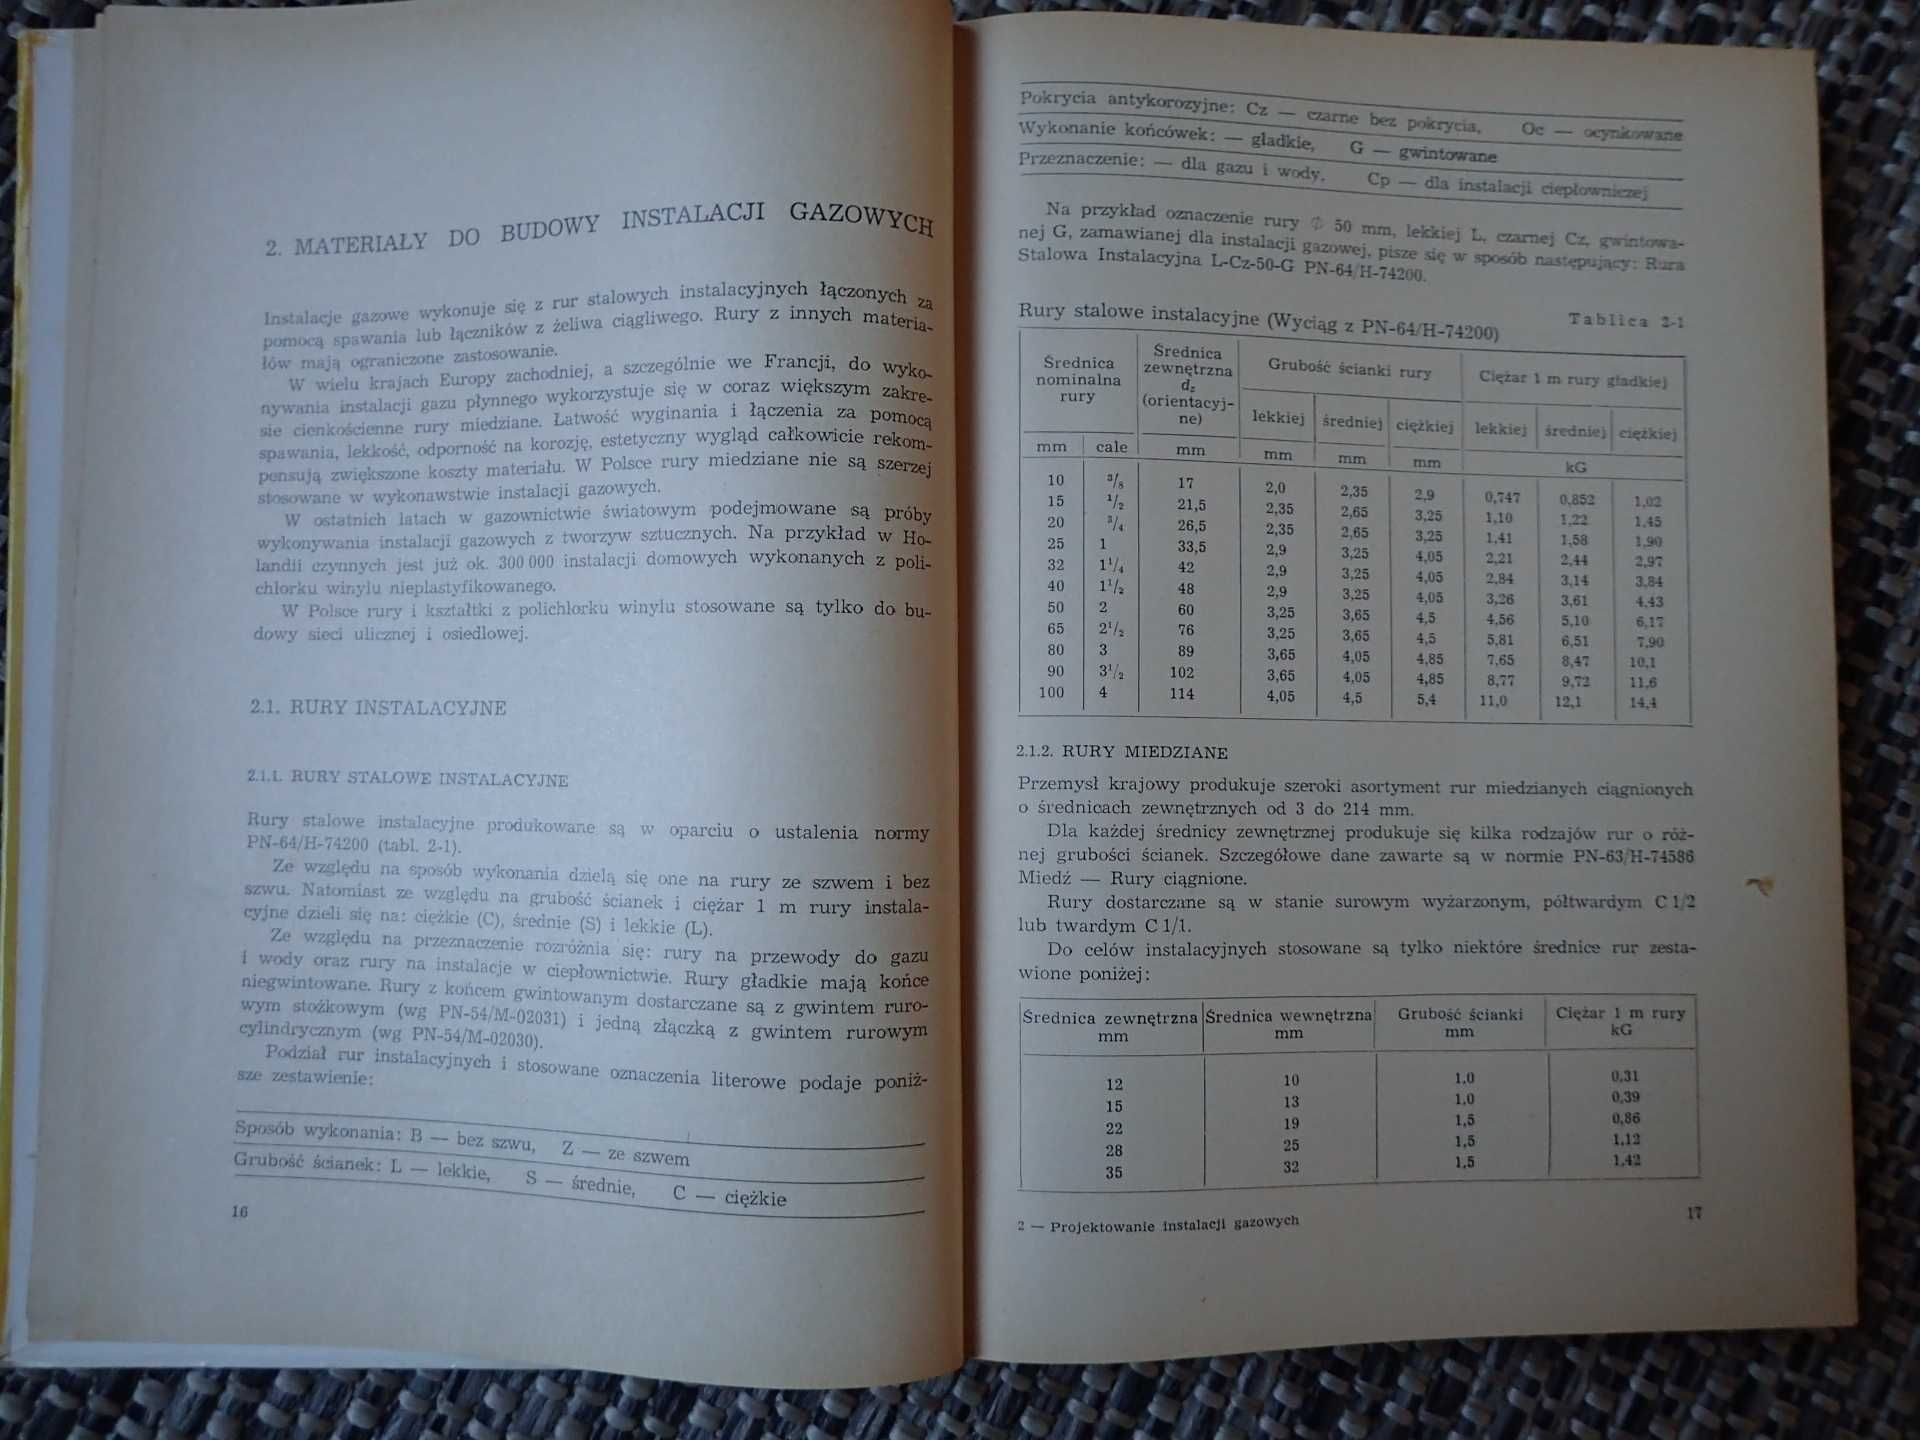 2. MATERIAŁY DO BUDOWY INSTALACJI GAZOWYCH
Instalacje gazowe wykonuje się z rur stalowych instalacyjnych łączonych za
pomocą spawania lub łączników z żeliwa ciągliwego. Rury z innych materia-
łów mają ograniczone zastosowanie.
W wielu krajach Europy zachodniej, a szczególnie we Francji, do wyko-
nywania instalacji gazu płynnego wykorzystuje się w coraz większym zakre-
sie cienkościenne rury miedziane. Łatwość wyginania i łączenia za pomocą
spawania, lekkość, odporność na korozję, estetyczny wygląd całkowicie rekom-
pensują zwiększone koszty materiału. W Polsce rury miedziane nie są szerzej
stosowane w wykonawstwie instalacji gazowych.
W ostatnich latach w gazownictwie światowym podejmowane są próby
wykonywania instalacji gazowych z tworzyw sztucznych. Na przykład w Ho-
landii czynnych jest już ok. 300 000 instalacji domowych wykonanych z poli-
chlorku winylu nieplastyfikowanego.
W Polsce rury i kształtki z polichlorku winylu stosowane są tylko do bu-
dowy sieci ulicznej i osiedlowej.
2.1. RURY INSTALACYJNE
2.1.1. RURY STALOWE INSTALACYJNE
Rury stalowe instalacyjne produkowane są w oparciu o ustalenia normy
PN-64/H-74200 (tabl. 2-1).
Ze względu na sposób wykonania dzielą się one na rury ze szwem i bez
szwu. Natomiast ze względu na grubość ścianek i ciężar 1 m rury instala-
cyjne dzieli się na: ciężkie (C), średnie (S) i lekkie (L).
Ze względu na przeznaczenie rozróżnia się: rury na przewody do gazu
i wody oraz rury na instalacje w ciepłownictwie. Rury gładkie mają końce
niegwintowane. Rury z końcem gwintowanym dostarczane są z gwintem ruro-
wym stożkowym (wg PN-54/M-02031) i jedną złączką z gwintem rurowym
cylindrycznym (wg PN-54/M-02030).
Podział rur instalacyjnych i stosowane oznaczenia literowe podaje poniż-
sze zestawienie:
Sposób wykonania: B — bez szwu, Z — ze szwem
Grubość ścianek: L — lekkie, S — średnie, C — ciężkie
16
Pokrycia antykorozyjne: Cz — czarne bez pokrycia, Oc — ocynkowane
Wykonanie końcówek: — gładkie, G — gwintowane
Przeznaczenie: — dla gazu i wody, Cp — dla instalacji ciepłowniczej
Na przykład oznaczenie rury ⌀ 50 mm, lekkiej L, czarnej Cz, gwintowa-
nej G, zamawianej dla instalacji gazowej, pisze się w sposób następujący: Rura
Stalowa Instalacyjna L-Cz-50-G PN-64/H-74200.
Tablica 2-1
Rury stalowe instalacyjne (Wyciąg z PN-64/H-74200)
Średnica nominalna rury | Średnica zewnętrzna dz (orientacyj-ne) | Grubość ścianki rury | Ciężar 1 m rury gładkiej
lekkiej | średniej | ciężkiej | lekkiej | średniej | ciężkiej
mm | cale | mm | mm | mm | mm | kG
10 | 3/8 | 17 | 2,0 | 2,35 | 2,9 | 0,747 | 0,852 | 1,02
15 | 1/2 | 21,5 | 2,35 | 2,65 | 3,25 | 1,10 | 1,22 | 1,45
20 | 3/4 | 26,5 | 2,35 | 2,65 | 3,25 | 1,41 | 1,58 | 1,90
25 | 1 | 33,5 | 2,9 | 3,25 | 4,05 | 2,21 | 2,44 | 2,97
32 | 1 1/4 | 42 | 2,9 | 3,25 | 4,05 | 2,84 | 3,14 | 3,84
40 | 1 1/2 | 48 | 2,9 | 3,25 | 4,05 | 3,26 | 3,61 | 4,43
50 | 2 | 60 | 3,25 | 3,65 | 4,5 | 4,56 | 5,10 | 6,17
65 | 2 1/2 | 76 | 3,25 | 3,65 | 4,5 | 5,81 | 6,51 | 7,90
80 | 3 | 89 | 3,65 | 4,05 | 4,85 | 7,65 | 8,47 | 10,1
90 | 3 1/2 | 102 | 3,65 | 4,05 | 4,85 | 8,77 | 9,72 | 11,6
100 | 4 | 114 | 4,05 | 4,5 | 5,4 | 11,0 | 12,1 | 14,4
2.1.2. RURY MIEDZIANE
Przemysł krajowy produkuje szeroki asortyment rur miedzianych ciągnionych
o średnicach zewnętrznych od 3 do 214 mm.
Dla każdej średnicy zewnętrznej produkuje się kilka rodzajów rur o róż-
nej grubości ścianek. Szczegółowe dane zawarte są w normie PN-63/H-74586
Miedź — Rury ciągnione.
Rury dostarczane są w stanie surowym wyżarzonym, półtwardym C 1/2
lub twardym C 1/1.
Do celów instalacyjnych stosowane są tylko niektóre średnice rur zesta-
wione poniżej:
Średnica zewnętrzna mm | Średnica wewnętrzna mm | Grubość ścianki mm | Ciężar 1 m rury kG
12 | 10 | 1,0 | 0,31
15 | 13 | 1,0 | 0,39
22 | 19 | 1,5 | 0,86
28 | 25 | 1,5 | 1,12
35 | 32 | 1,5 | 1,42
2 — Projektowanie instalacji gazowych
17